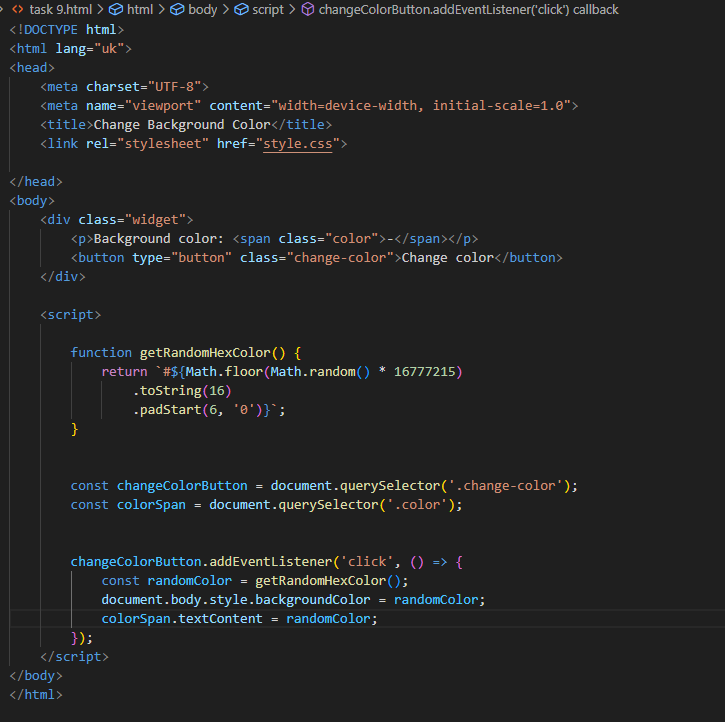 task 9.html > html > body > script > changeColorButton.addEventListener('click') callback
<!DOCTYPE html>
<html lang="uk">
<head>
    <meta charset="UTF-8">
    <meta name="viewport" content="width=device-width, initial-scale=1.0">
    <title>Change Background Color</title>
    <link rel="stylesheet" href="style.css">
</head>
<body>
    <div class="widget">
        <p>Background color: <span class="color">-</span></p>
        <button type="button" class="change-color">Change color</button>
    </div>
    <script>
        function getRandomHexColor() {
            return `#${Math.floor(Math.random() * 16777215)
                .toString(16)
                .padStart(6, '0')}`;
        }
        const changeColorButton = document.querySelector('.change-color');
        const colorSpan = document.querySelector('.color');
        changeColorButton.addEventListener('click', () => {
            const randomColor = getRandomHexColor();
            document.body.style.backgroundColor = randomColor;
            colorSpan.textContent = randomColor;
        });
    </script>
</body>
</html>